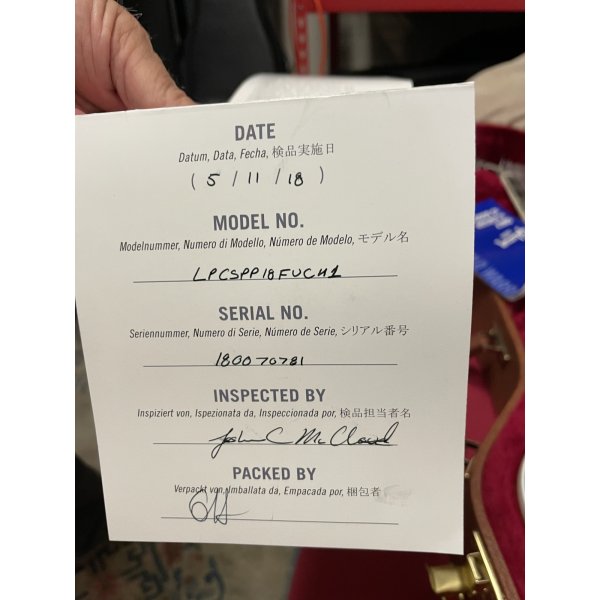 DATE
Datum, Data, Fecha, 検品実施日
( 5 / 11 / 18 )
MODEL NO.
Modelnummer, Numero di Modello, Número de Modelo, モデル名
LPCSPP18FUCH1
SERIAL NO.
Seriennummer, Numero di Serie, Número de Serie, シリアル番号
180070781
INSPECTED BY
Inspiziert von, Ispezionata da, Inspeccionada por, 検品担当者名
John C McCloud
PACKED BY
Verpackt von, Imballata da, Empacada por, 梱包者